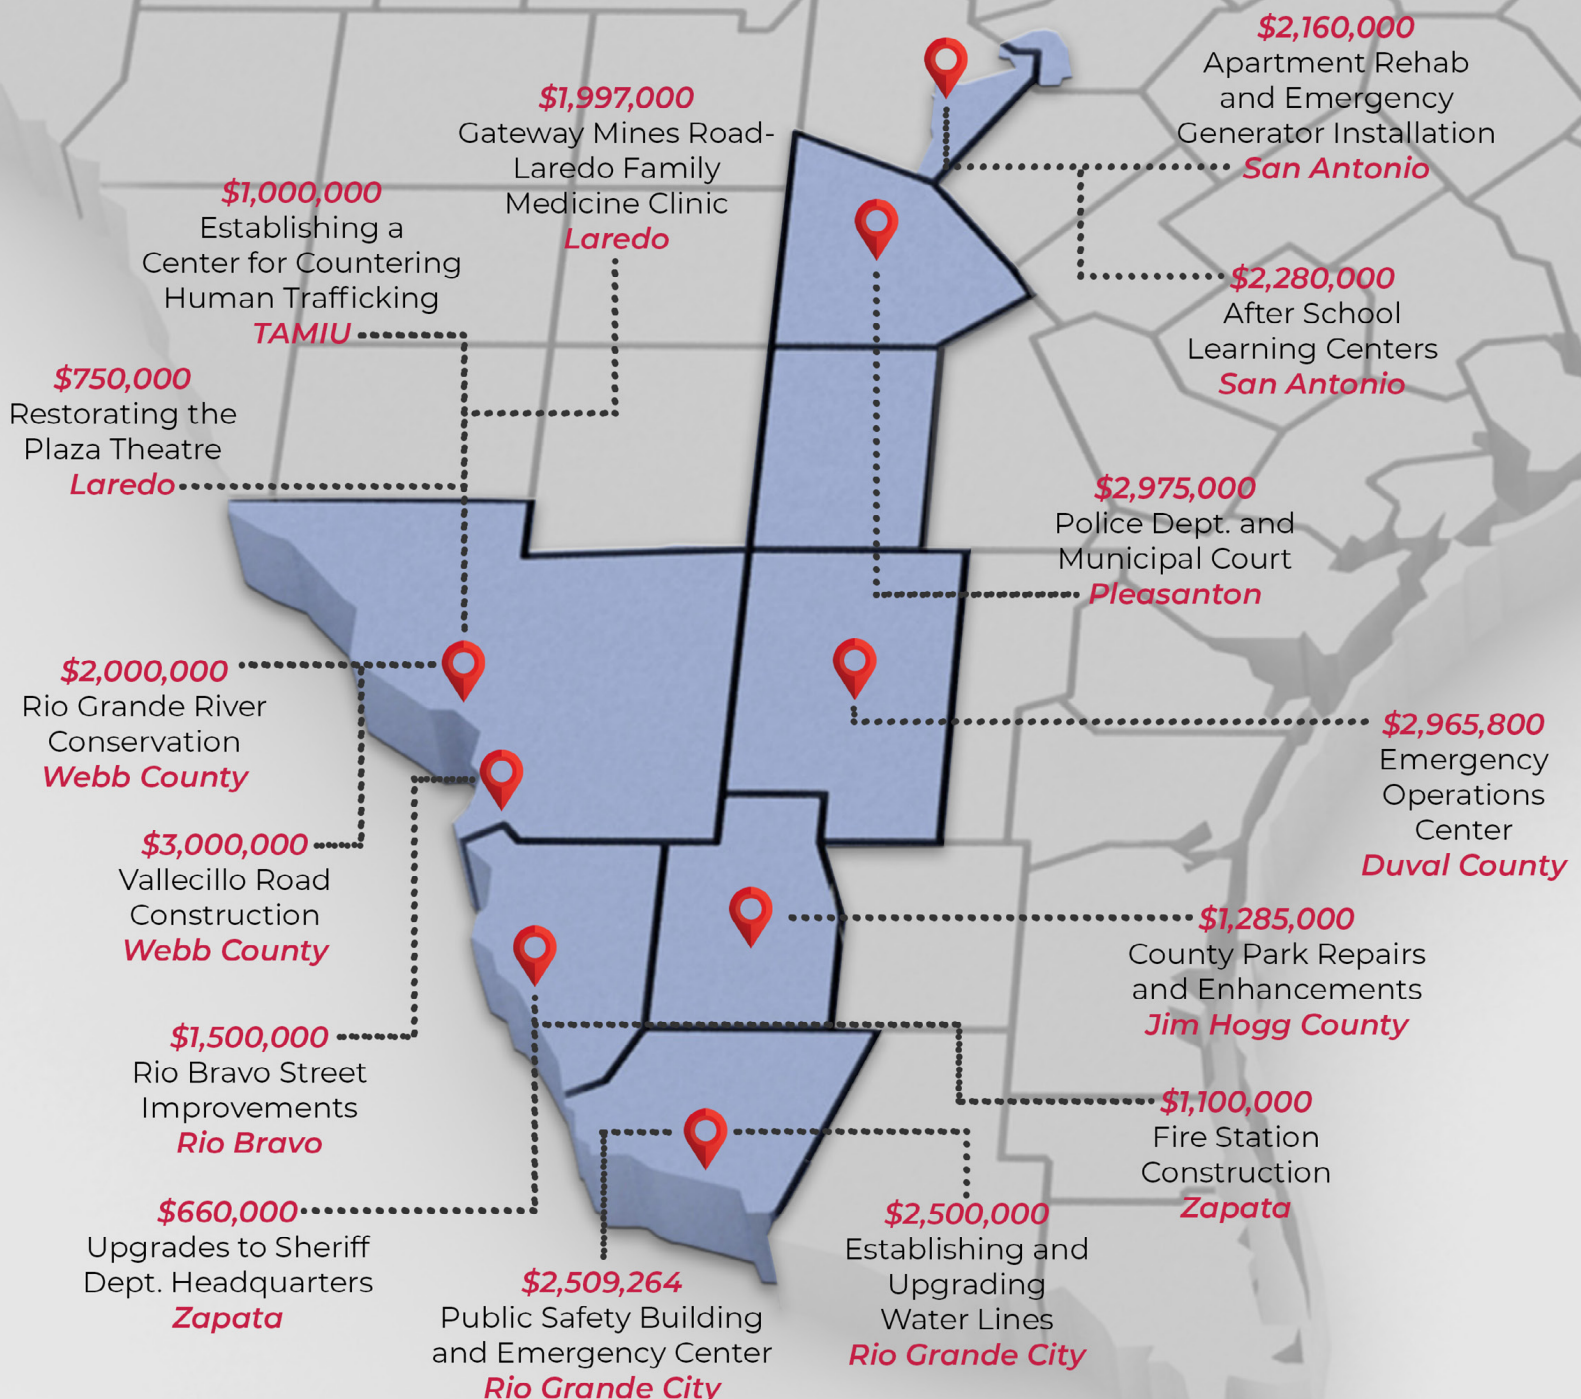 $2,160,000
Apartment Rehab
and Emergency
Generator Installation
San Antonio
$1,997,000
Gateway Mines Road-
Laredo Family
Medicine Clinic
Laredo
$1,000,000
Establishing a
Center for Countering
Human Trafficking
TAMIU
$2,280,000
After School
Learning Centers
San Antonio
$750,000
Restorating the
Plaza Theatre
Laredo
$2,975,000
Police Dept. and
Municipal Court
Pleasanton
$2,000,000
Rio Grande River
Conservation
Webb County
$2,965,800
Emergency
Operations
Center
Duval County
$3,000,000
Vallecillo Road
Construction
Webb County
$1,285,000
County Park Repairs
and Enhancements
Jim Hogg County
$1,500,000
Rio Bravo Street
Improvements
Rio Bravo
$1,100,000
Fire Station
Construction
Zapata
$660,000
Upgrades to Sheriff
Dept. Headquarters
Zapata
$2,509,264
Public Safety Building
and Emergency Center
Rio Grande City
$2,500,000
Establishing and
Upgrading
Water Lines
Rio Grande City